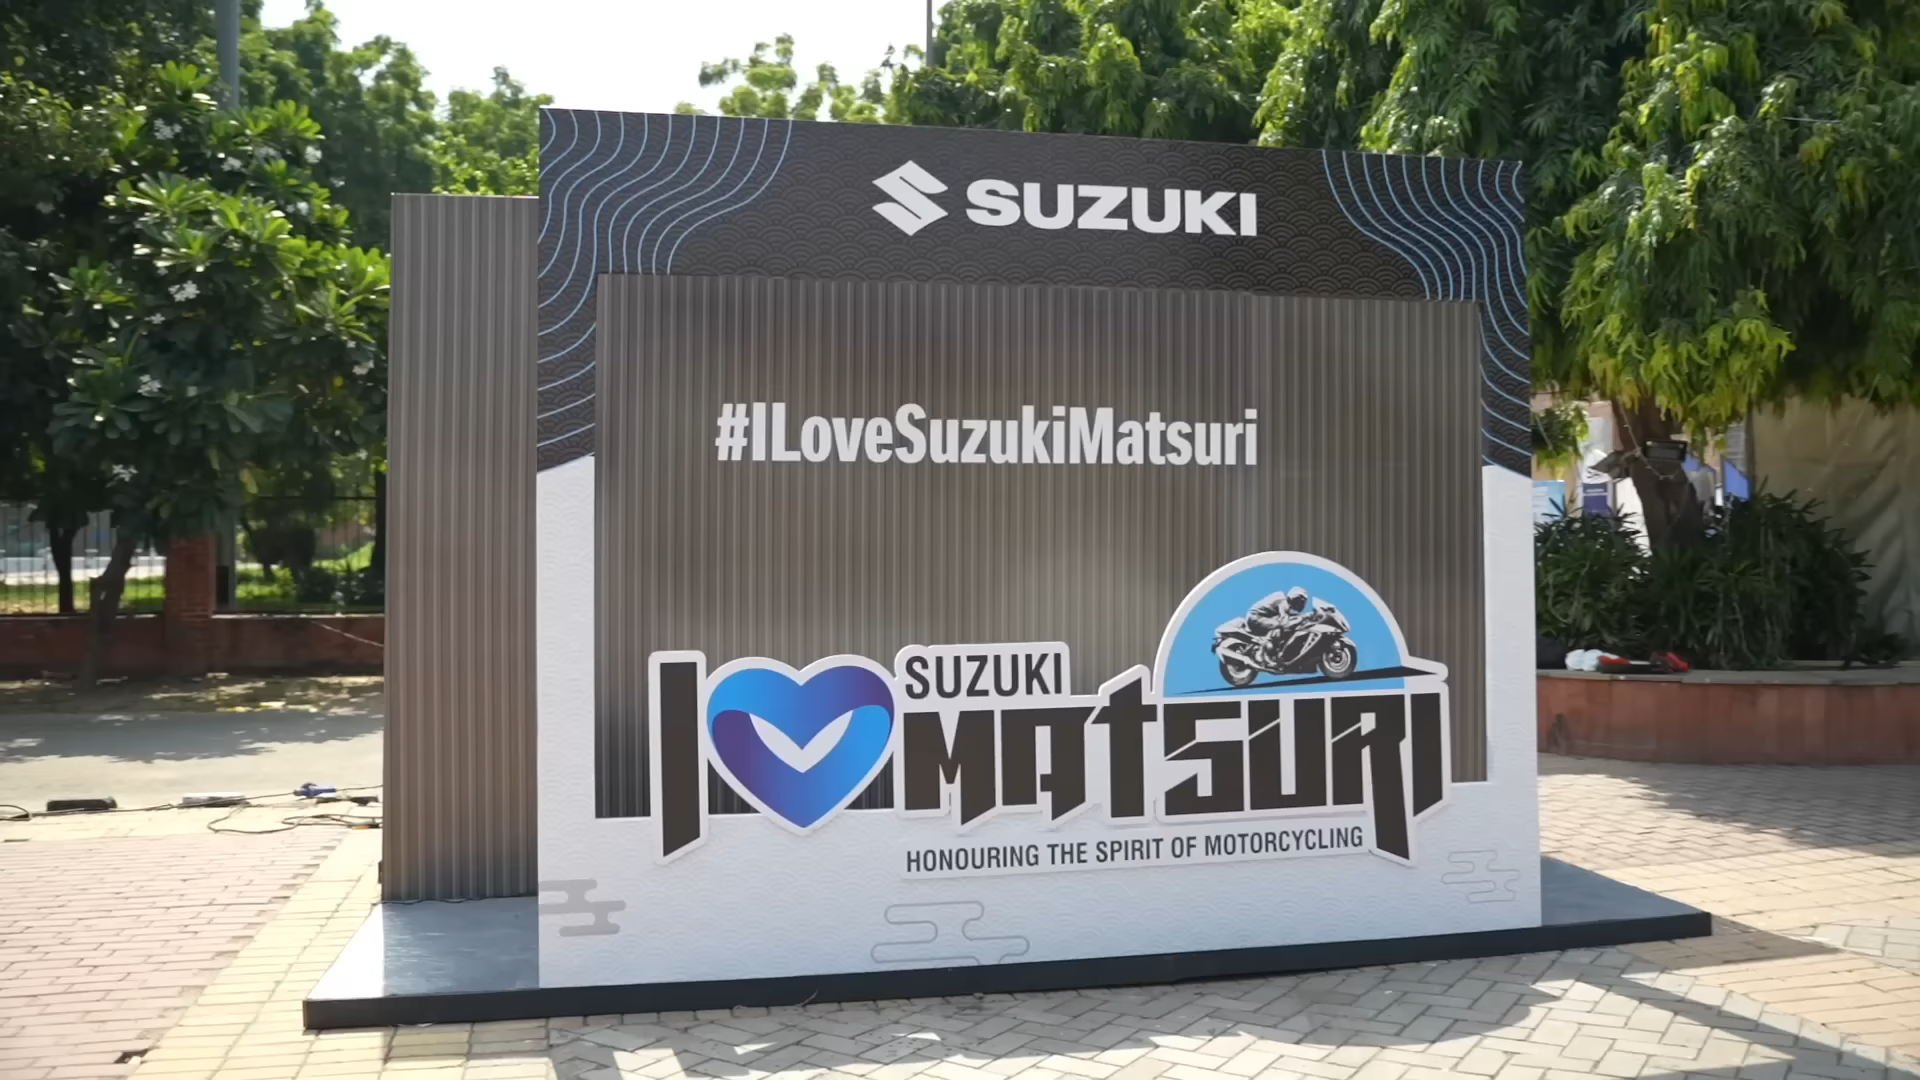 SUZUKI
#ILoveSuzukiMatsuri
I SUZUKI
MATSURI
HONOURING THE SPIRIT OF MOTORCYCLING